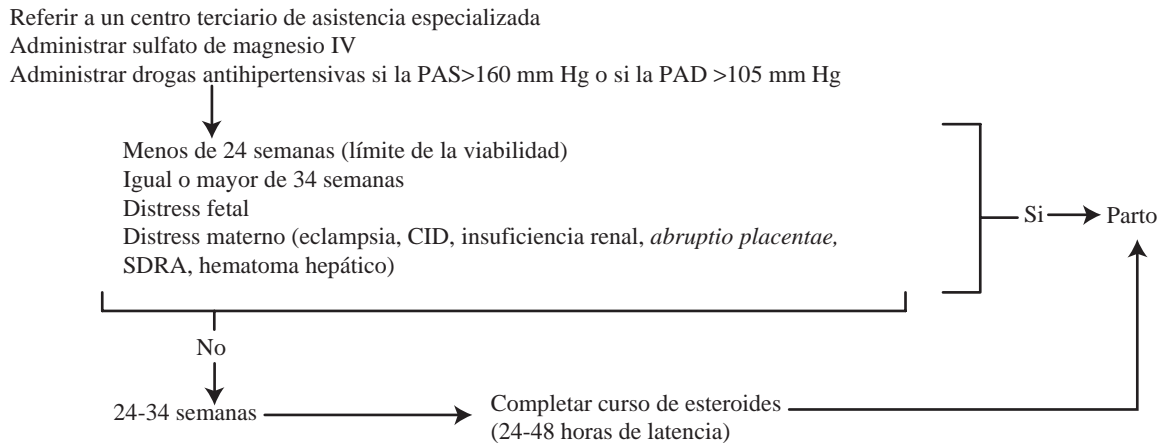 Referir a un centro terciario de asistencia especializada
Administrar sulfato de magnesio IV
Administrar drogas antihipertensivas si la PAS>160 mm Hg o si la PAD >105 mm Hg
Menos de 24 semanas (límite de la viabilidad)
Igual o mayor de 34 semanas
Distress fetal
Distress materno (eclampsia, CID, insuficiencia renal, abruptio placentae,
SDRA, hematoma hepático)
Si
Parto
No
24-34 semanas
Completar curso de esteroides
(24-48 horas de latencia)